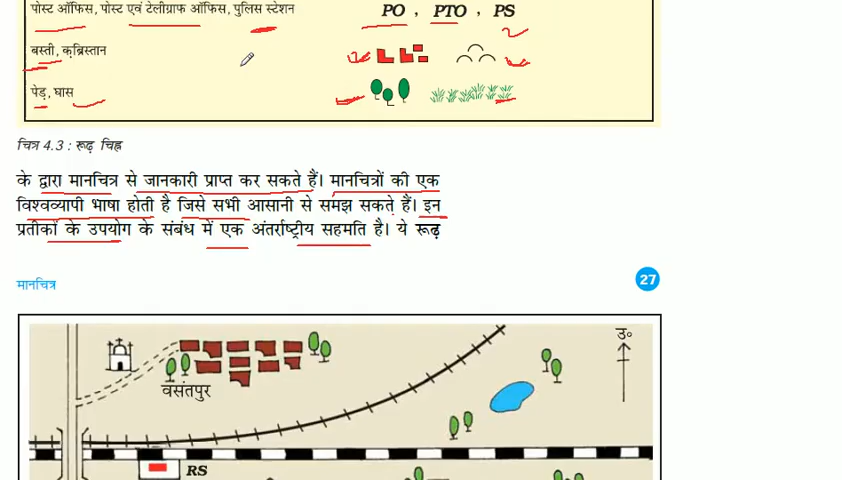 पोस्ट ऑफिस, पोस्ट एवं टेलीग्राफ ऑफिस, पुलिस स्टेशन PO , PTO , PS
बस्ती, कब्रिस्तान
पेड़, घास
चित्र 4.3 : रूढ़ चिह्न
के द्वारा मानचित्र से जानकारी प्राप्त कर सकते हैं। मानचित्रों की एक
विश्वव्यापी भाषा होती है जिसे सभी आसानी से समझ सकते हैं। इन
प्रतीकों के उपयोग के संबंध में एक अंतर्राष्ट्रीय सहमति है। ये रूढ़
मानचित्र 27
उ॰
वसंतपुर
RS